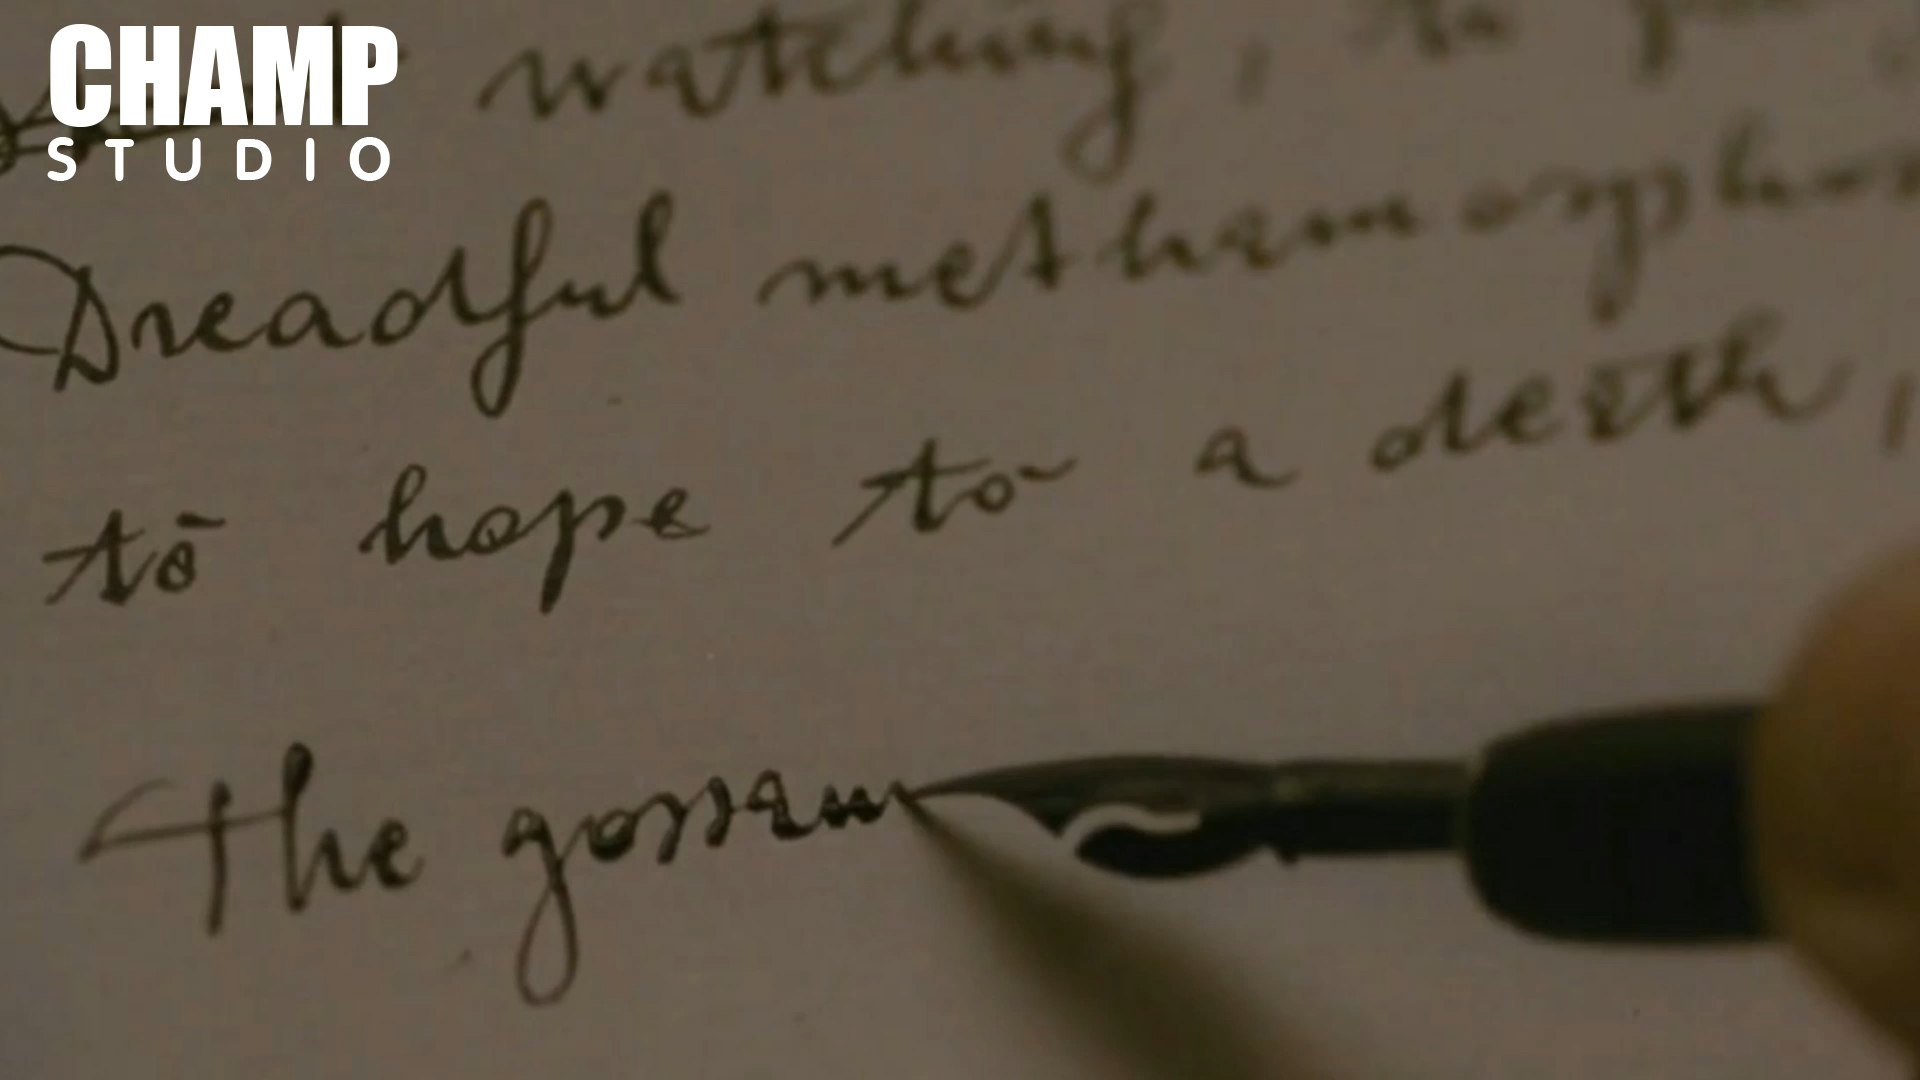 CHAMP
STUDIO
watching,
Dreadful methamorphos
to hope to a death,
The gossam